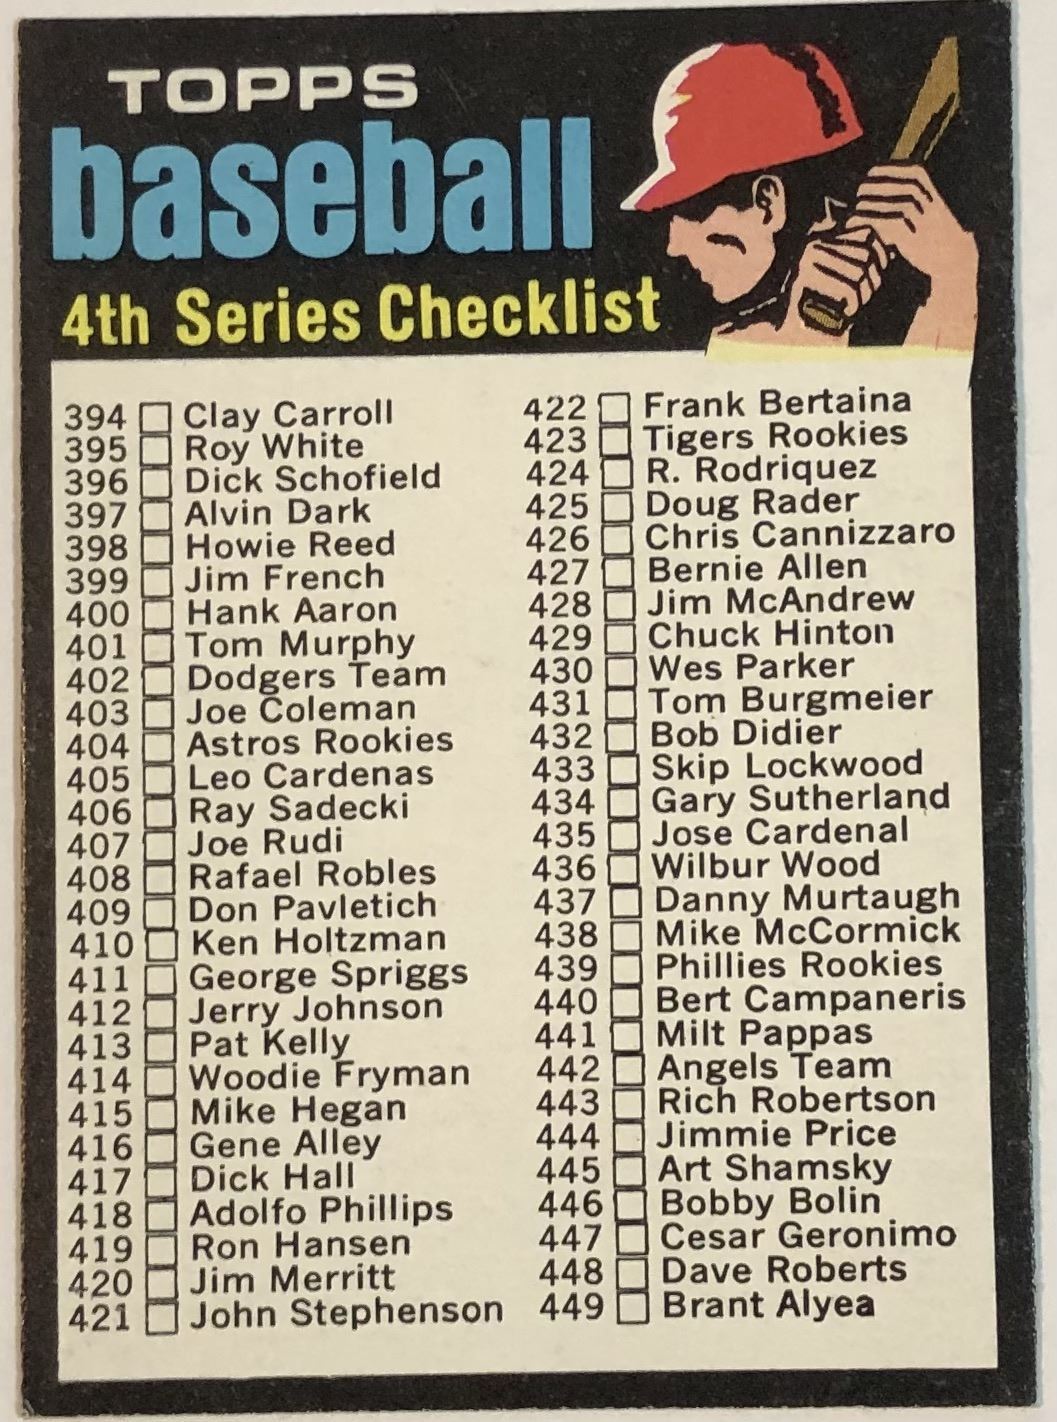 TOPPS
baseball
4th Series Checklist
394 Clay Carroll
395 Roy White
396 Dick Schofield
397 Alvin Dark
398 Howie Reed
399 Jim French
400 Hank Aaron
401 Tom Murphy
402 Dodgers Team
403 Joe Coleman
404 Astros Rookies
405 Leo Cardenas
406 Ray Sadecki
407 Joe Rudi
408 Rafael Robles
409 Don Pavletich
410 Ken Holtzman
411 George Spriggs
412 Jerry Johnson
413 Pat Kelly
414 Woodie Fryman
415 Mike Hegan
416 Gene Alley
417 Dick Hall
418 Adolfo Phillips
419 Ron Hansen
420 Jim Merritt
421 John Stephenson
422 Frank Bertaina
423 Tigers Rookies
424 R. Rodriquez
425 Doug Rader
426 Chris Cannizzaro
427 Bernie Allen
428 Jim McAndrew
429 Chuck Hinton
430 Wes Parker
431 Tom Burgmeier
432 Bob Didier
433 Skip Lockwood
434 Gary Sutherland
435 Jose Cardenal
436 Wilbur Wood
437 Danny Murtaugh
438 Mike McCormick
439 Phillies Rookies
440 Bert Campaneris
441 Milt Pappas
442 Angels Team
443 Rich Robertson
444 Jimmie Price
445 Art Shamsky
446 Bobby Bolin
447 Cesar Geronimo
448 Dave Roberts
449 Brant Alyea